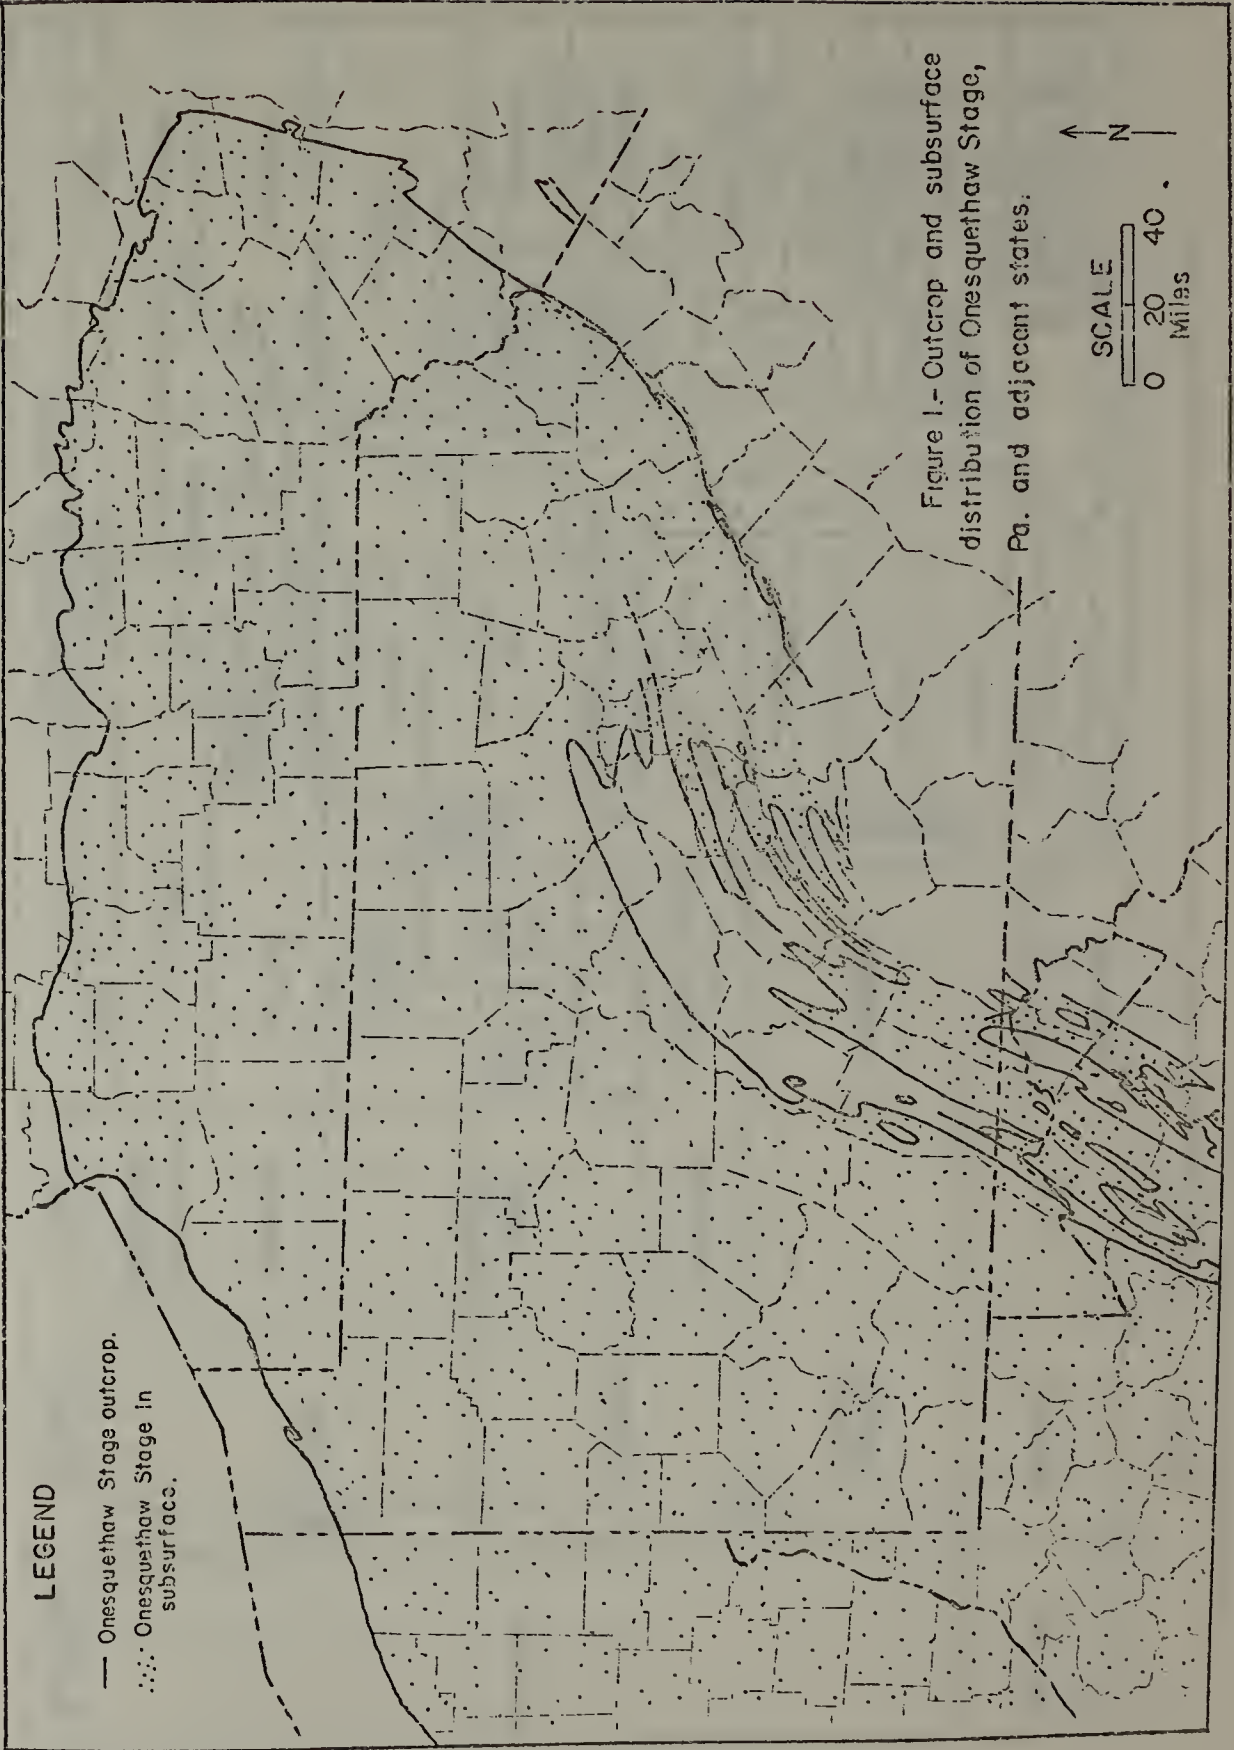 LEGEND
— Onesquethaw Stage outcrop.
Onesquethaw Stage in
subsurface.
Figure 1.- Outcrop and subsurface
distribution of Onesquethaw Stage,
Pa. and adjacent states.
N
SCALE
0 20 40
Miles